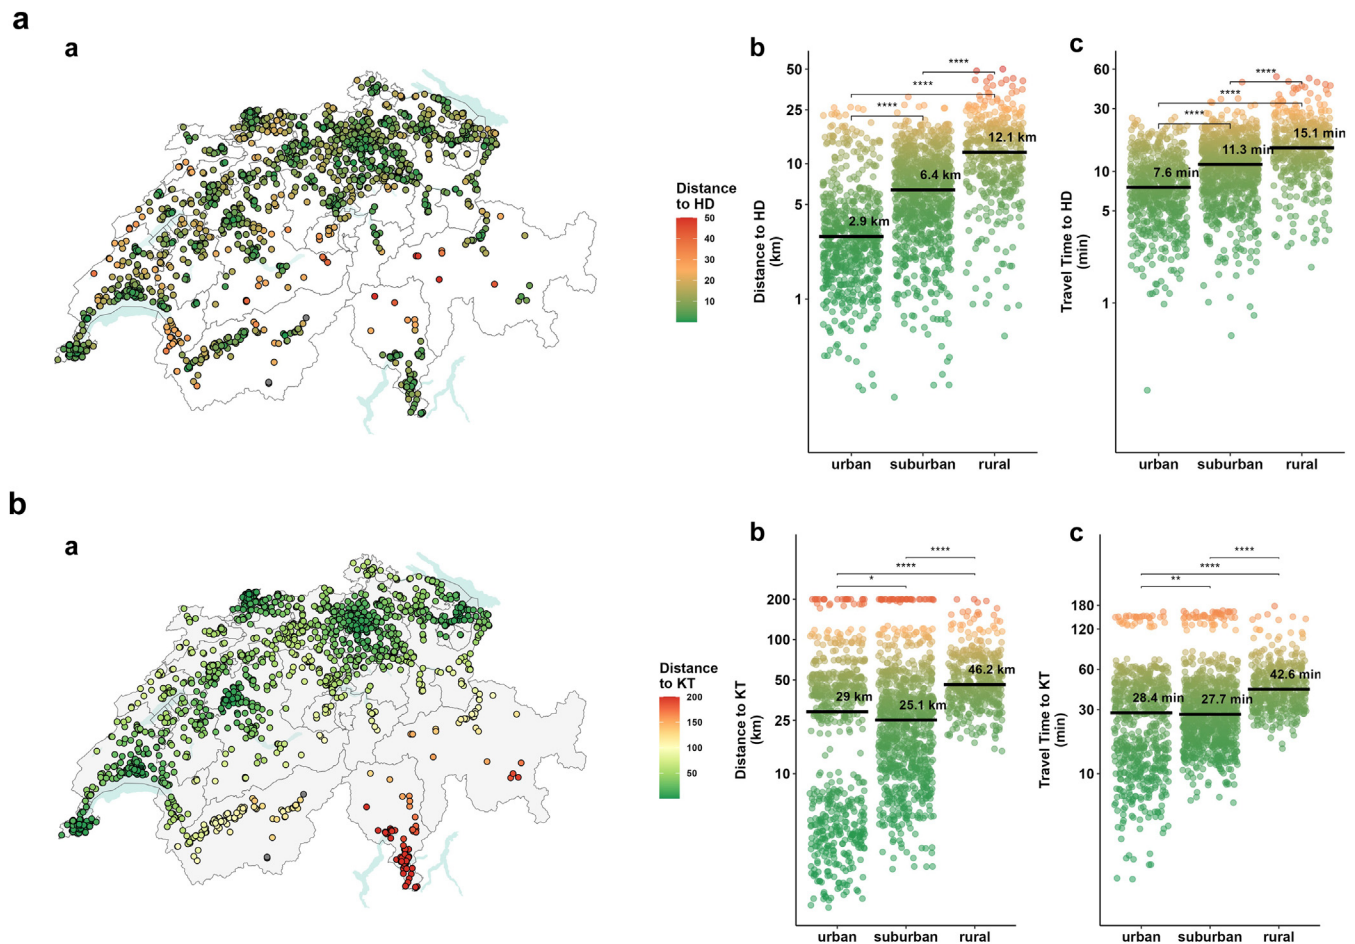 a
a
Distance
to HD
50
40
30
20
10
b
Distance to HD
(km)
50
25
10
5
1
****
****
****
2.9 km
6.4 km
12.1 km
urban suburban rural
c
Travel Time to HD
(min)
60
30
10
5
1
****
****
****
7.6 min
11.3 min
15.1 min
urban suburban rural
b
a
Distance
to KT
200
150
100
50
b
Distance to KT
(km)
200
100
50
25
10
****
****
*
29 km
25.1 km
46.2 km
urban suburban rural
c
Travel Time to KT
(min)
180
120
60
30
10
****
****
**
28.4 min
27.7 min
42.6 min
urban suburban rural